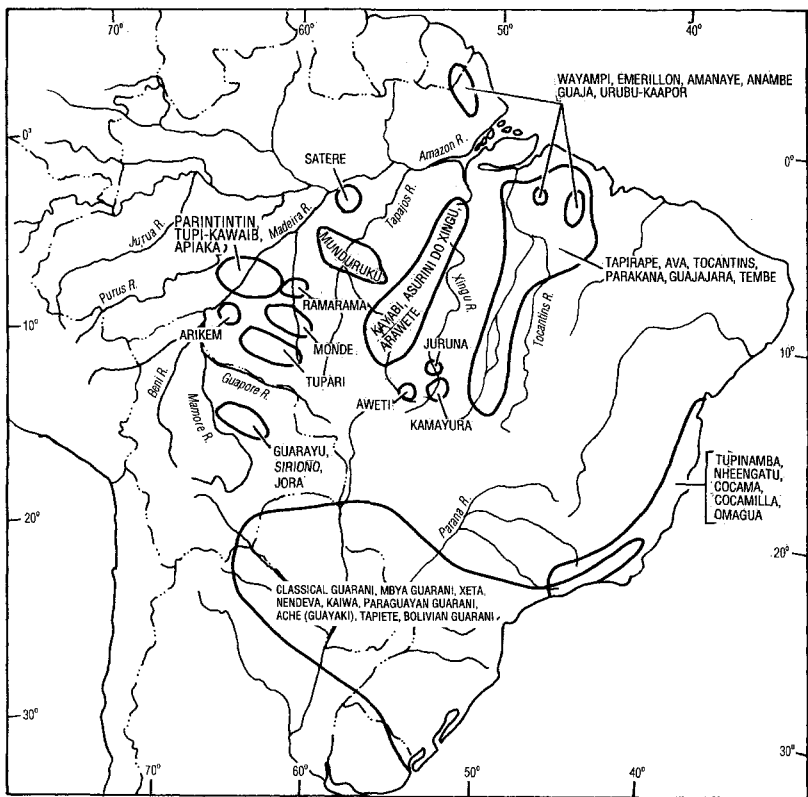 70°
60°
50°
40°
WAYAMPI, EMERILLON, AMANAYE, ANAMBE
GUAJA, URUBU-KAAPOR
0°
0°
Amazon R.
SATERE
Tapajos R.
Madeira R.
PARINTINTIN,
TUPI-KAWAIB,
APIAKA
Jurua R.
MUNDURUKU
Purus R.
KAYABI, ASURINI DO XINGU,
ARAWETE
Xingu R.
TAPIRAPE, AVA, TOCANTINS,
PARAKANA, GUAJAJARA, TEMBE
Tocantins R.
RAMARAMA
10°
10°
ARIKEM
MONDE
JURUNA
TUPARI
Beni R.
Guapore R.
Mamore R.
AWETI
KAMAYURA
GUARAYU,
SIRIONO,
JORA
TUPINAMBA,
NHEENGATU,
COCAMA,
COCAMILLA,
OMAGUA
Parana R.
20°
20°
CLASSICAL GUARANI, MBYA GUARANI, XETA,
NENDEVA, KAIWA, PARAGUAYAN GUARANI,
ACHE (GUAYAKI), TAPIETE, BOLIVIAN GUARANI
30°
30°
70°
60°
50°
40°